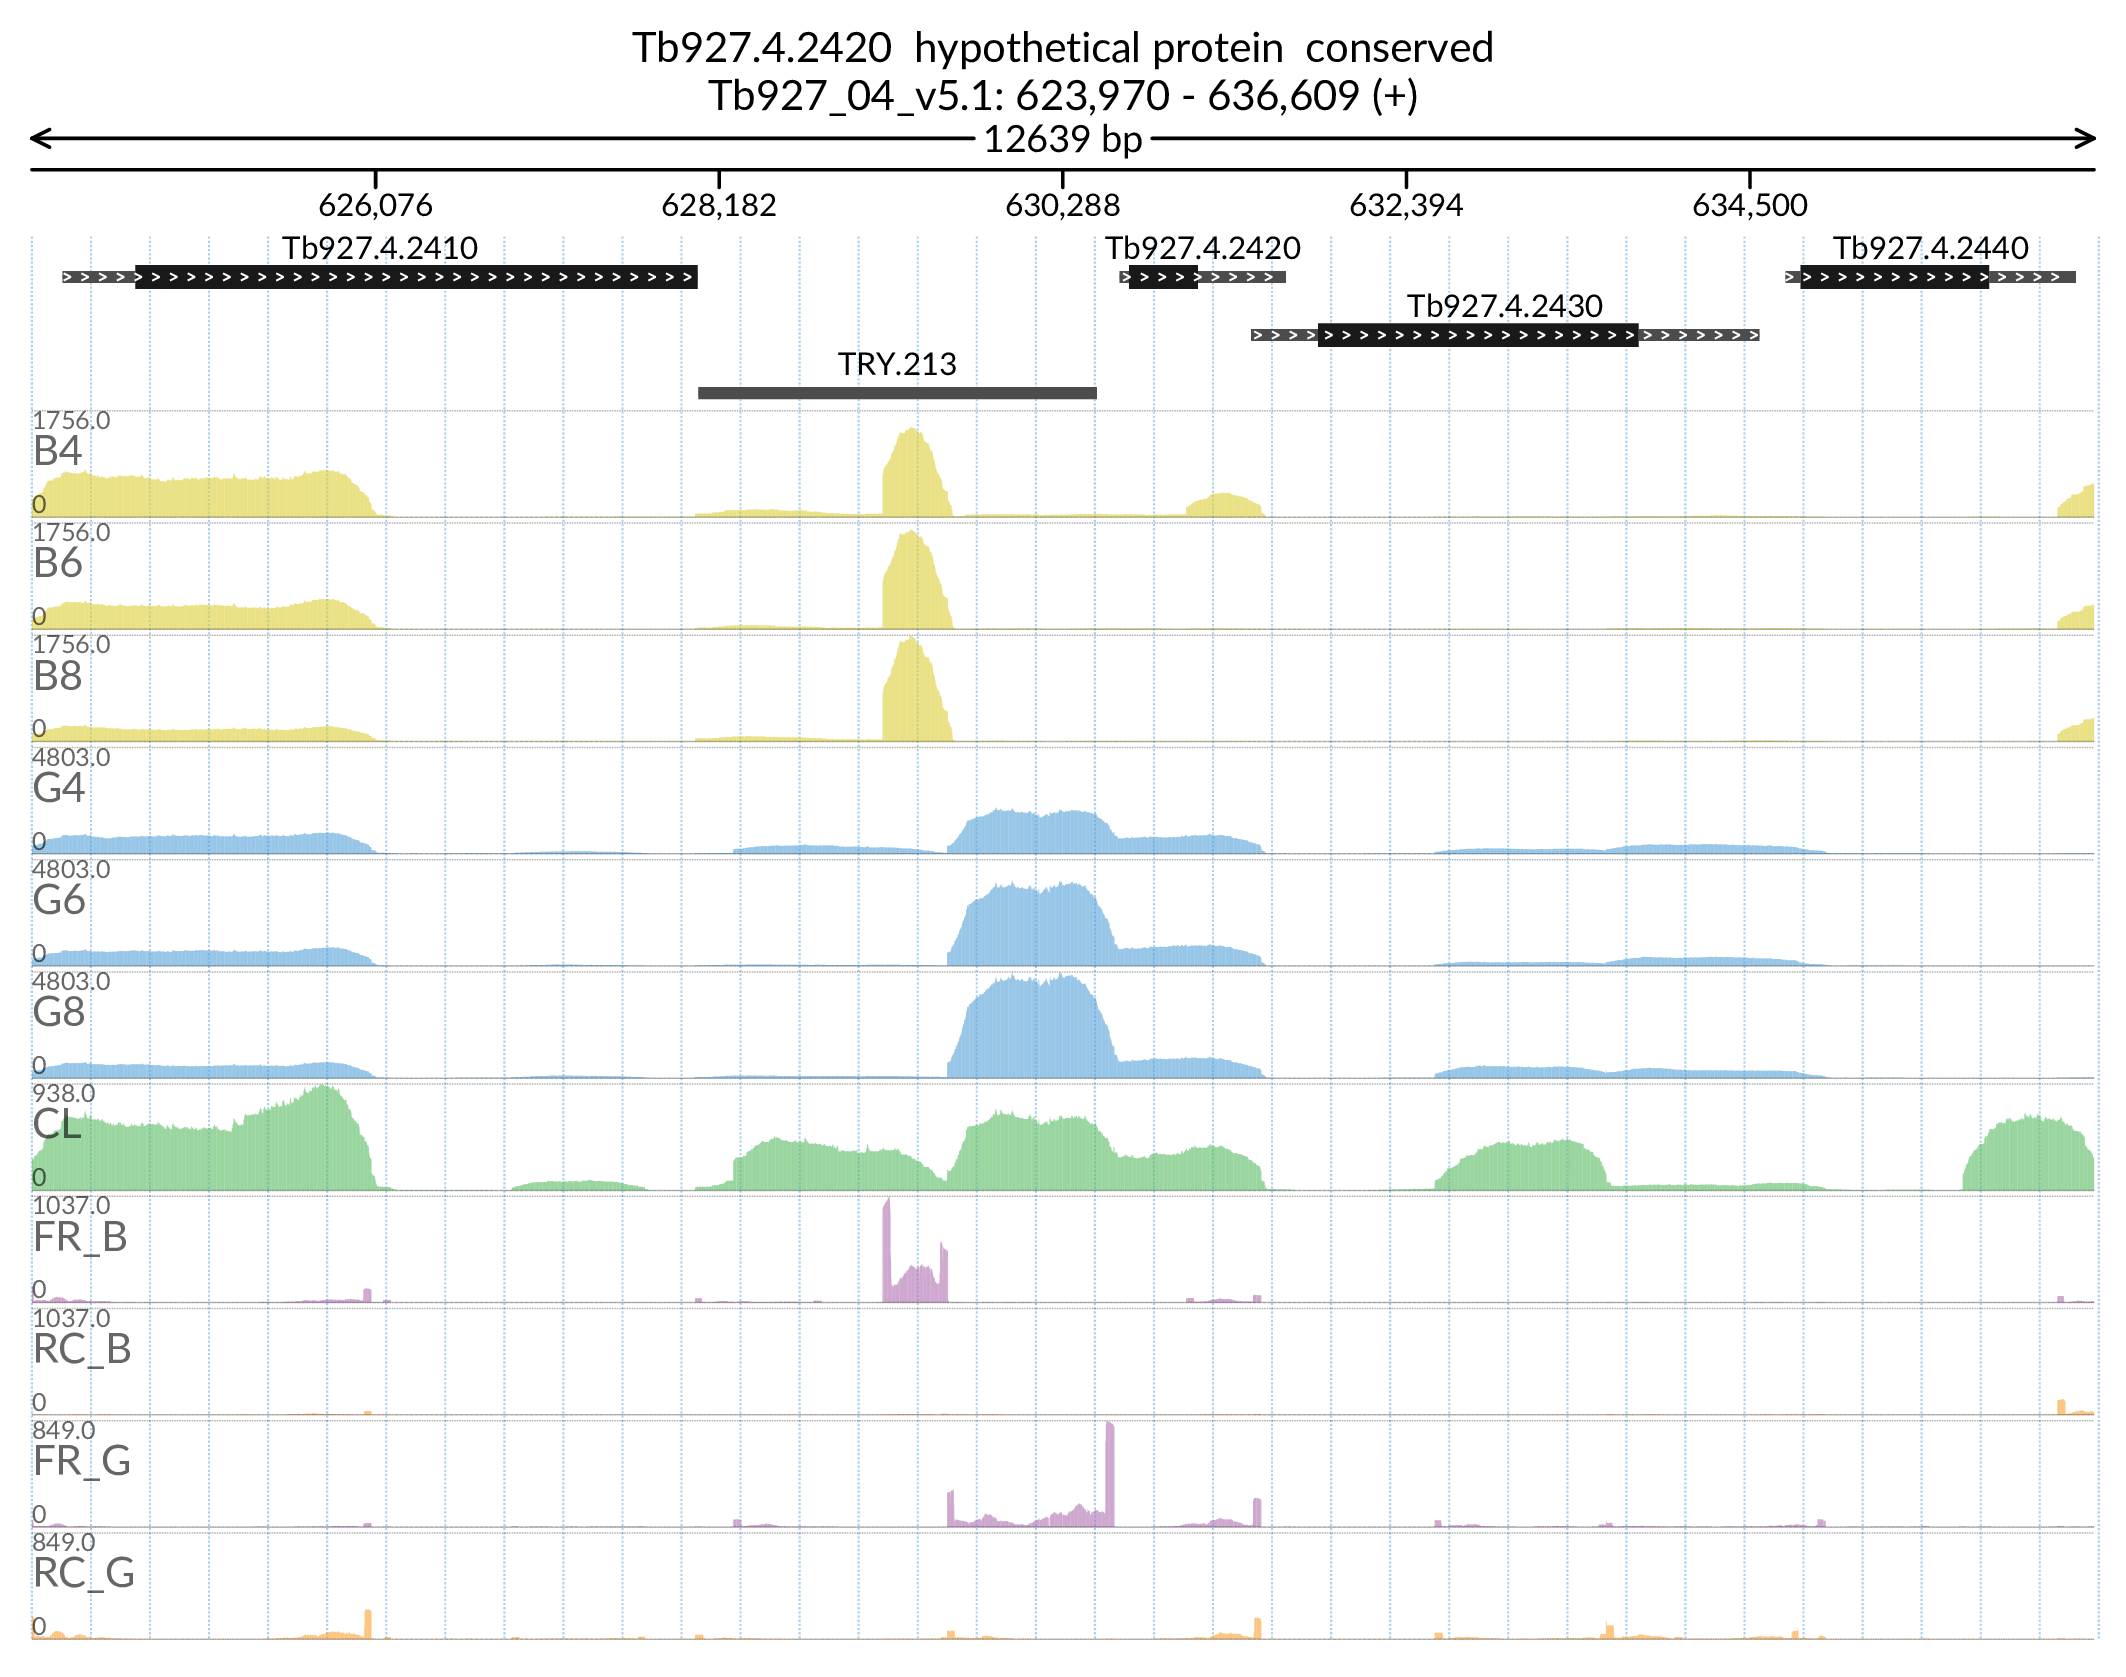 Tb927.4.2420  hypothetical protein  conserved
Tb927_04_v5.1: 623,970 - 636,609 (+)
12639 bp
626,076 628,182 630,288 632,394 634,500
Tb927.4.2410 Tb927.4.2420 Tb927.4.2440
Tb927.4.2430
TRY.213
1756.0
B4
0
1756.0
B6
0
1756.0
B8
0
4803.0
G4
0
4803.0
G6
0
4803.0
G8
0
938.0
CL
0
1037.0
FR_B
0
1037.0
RC_B
0
849.0
FR_G
0
849.0
RC_G
0